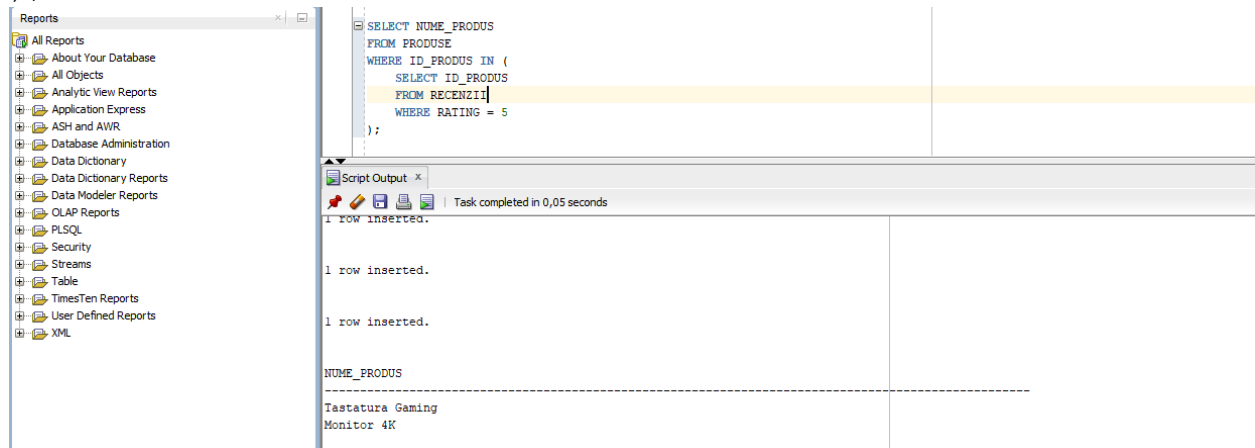 Reports
All Reports
About Your Database
All Objects
Analytic View Reports
Application Express
ASH and AWR
Database Administration
Data Dictionary
Data Dictionary Reports
Data Modeler Reports
OLAP Reports
PLSQL
Security
Streams
Table
TimesTen Reports
User Defined Reports
XML
SELECT NUME_PRODUS
FROM PRODUSE
WHERE ID_PRODUS IN (
SELECT ID_PRODUS
FROM RECENZII
WHERE RATING = 5
);
Script Output
Task completed in 0,05 seconds
1 row inserted.
1 row inserted.
1 row inserted.
NUME_PRODUS
----------------------------------------------------------------------------------------------------
Tastatura Gaming
Monitor 4K